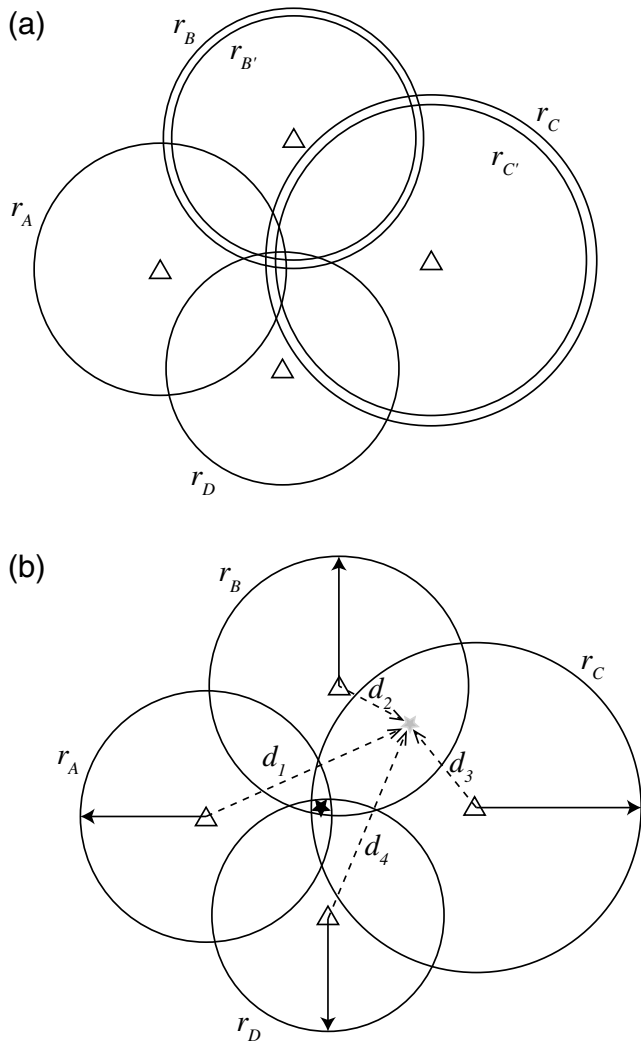 (a)
r_B
r_B'
r_C
r_C'
r_A
r_D
(b)
r_B
r_C
d_2
r_A
d_1
d_3
d_4
r_D